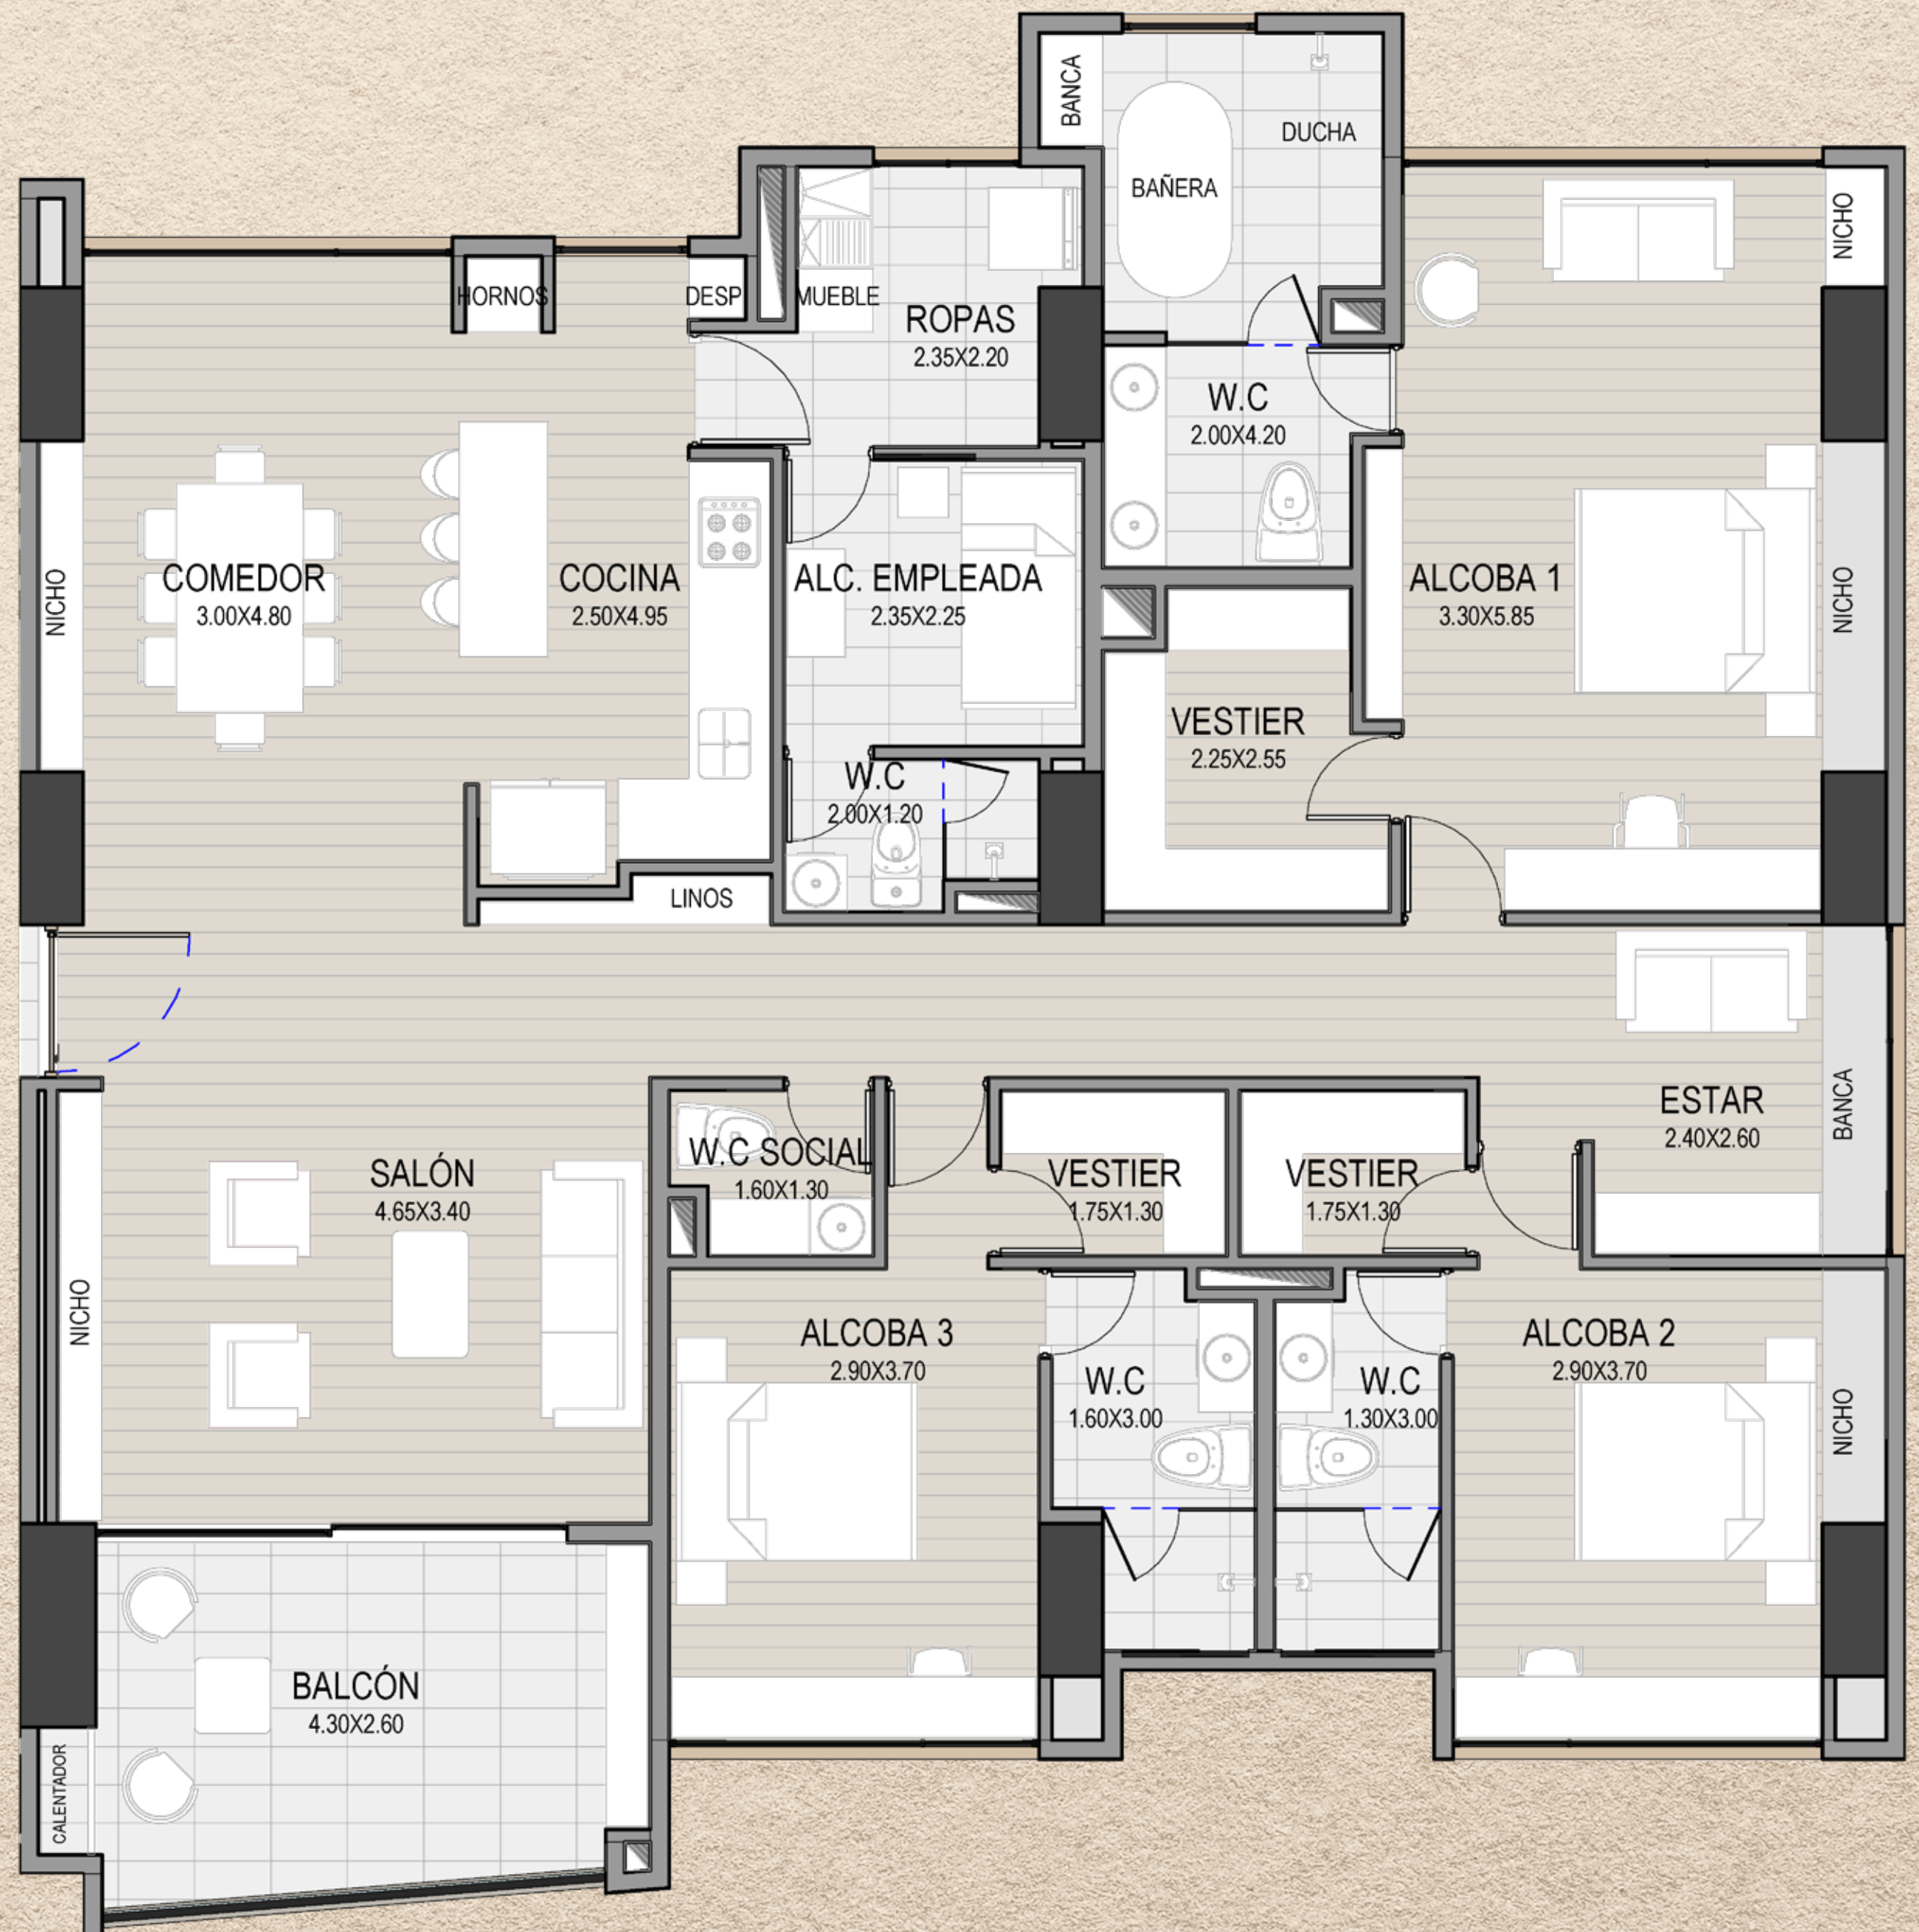 BANCA
DUCHA
BAÑERA
NICHO
HORNOS
DESP
MUEBLE
ROPAS
2.35X2.20
W.C
2.00X4.20
NICHO
COMEDOR
3.00X4.80
COCINA
2.50X4.95
ALC. EMPLEADA
2.35X2.25
ALCOBA 1
3.30X5.85
NICHO
VESTIER
2.25X2.55
W.C
2.00X1.20
LINOS
ESTAR
2.40X2.60
BANCA
SALÓN
4.65X3.40
W.C SOCIAL
1.60X1.30
VESTIER
1.75X1.30
VESTIER
1.75X1.30
NICHO
ALCOBA 3
2.90X3.70
W.C
1.60X3.00
W.C
1.30X3.00
ALCOBA 2
2.90X3.70
NICHO
BALCÓN
4.30X2.60
CALENTADOR